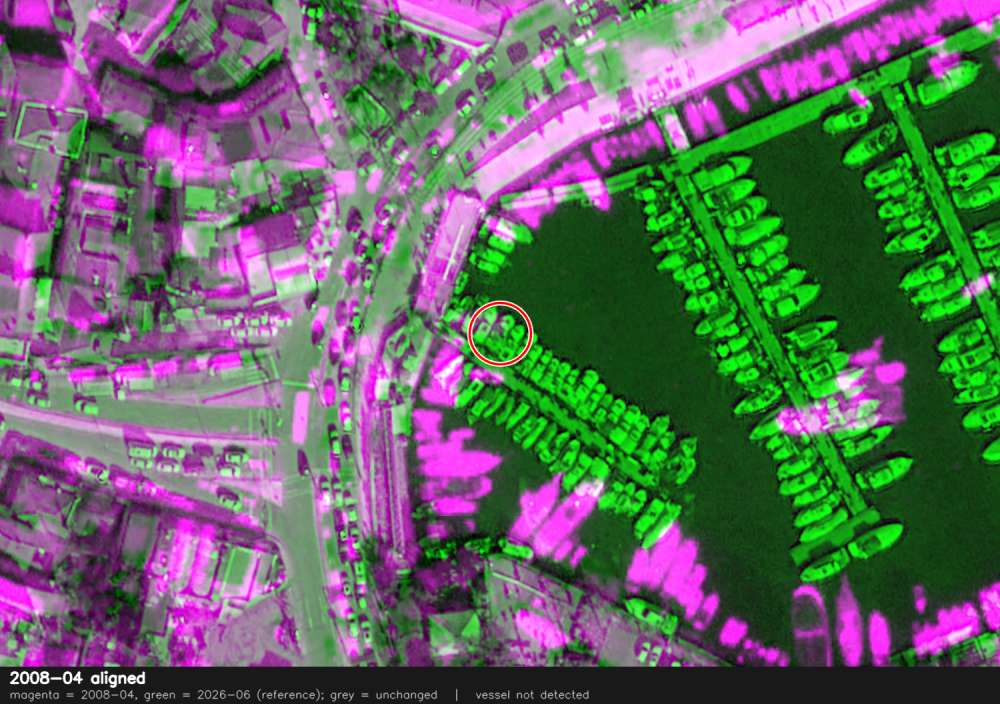 2008-04 aligned
magenta = 2008-04, green = 2026-06 (reference); grey = unchanged | vessel not detected